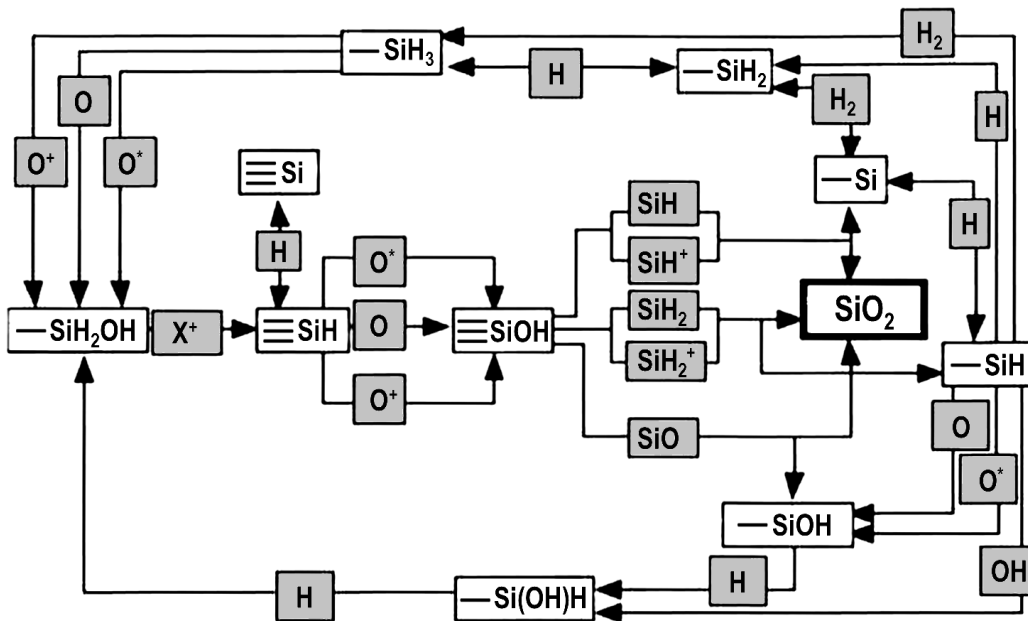 H₂
—SiH₃
H
—SiH₂
O
H₂
H
O⁺
O*
≡Si
—Si
SiH
H
H
O*
SiH⁺
—SiH₂OH
X⁺
≡SiH
O
≡SiOH
SiH₂
SiO₂
SiH₂⁺
—SiH
O⁺
SiO
O
O*
—SiOH
OH
H
H
—Si(OH)H